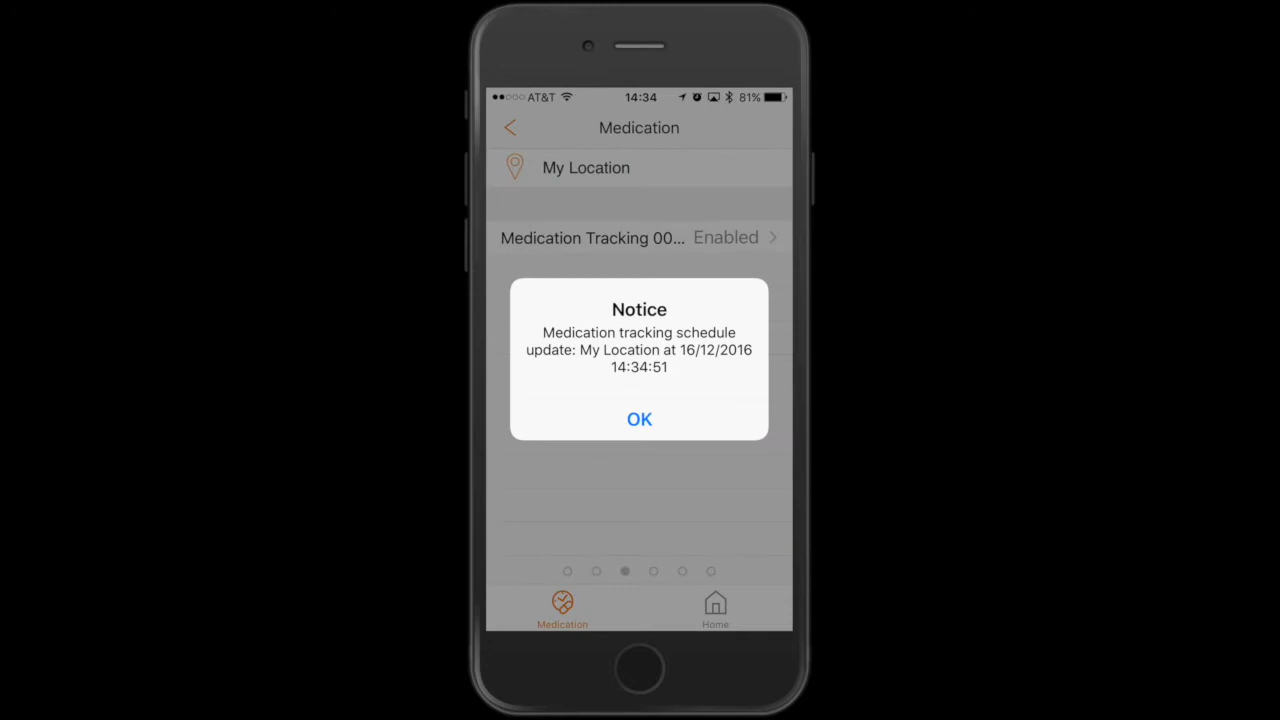 AT&T 14:34 81%
Medication
My Location
Medication Tracking 00... Enabled
Notice
Medication tracking schedule
update: My Location at 16/12/2016
14:34:51
OK
Medication Home